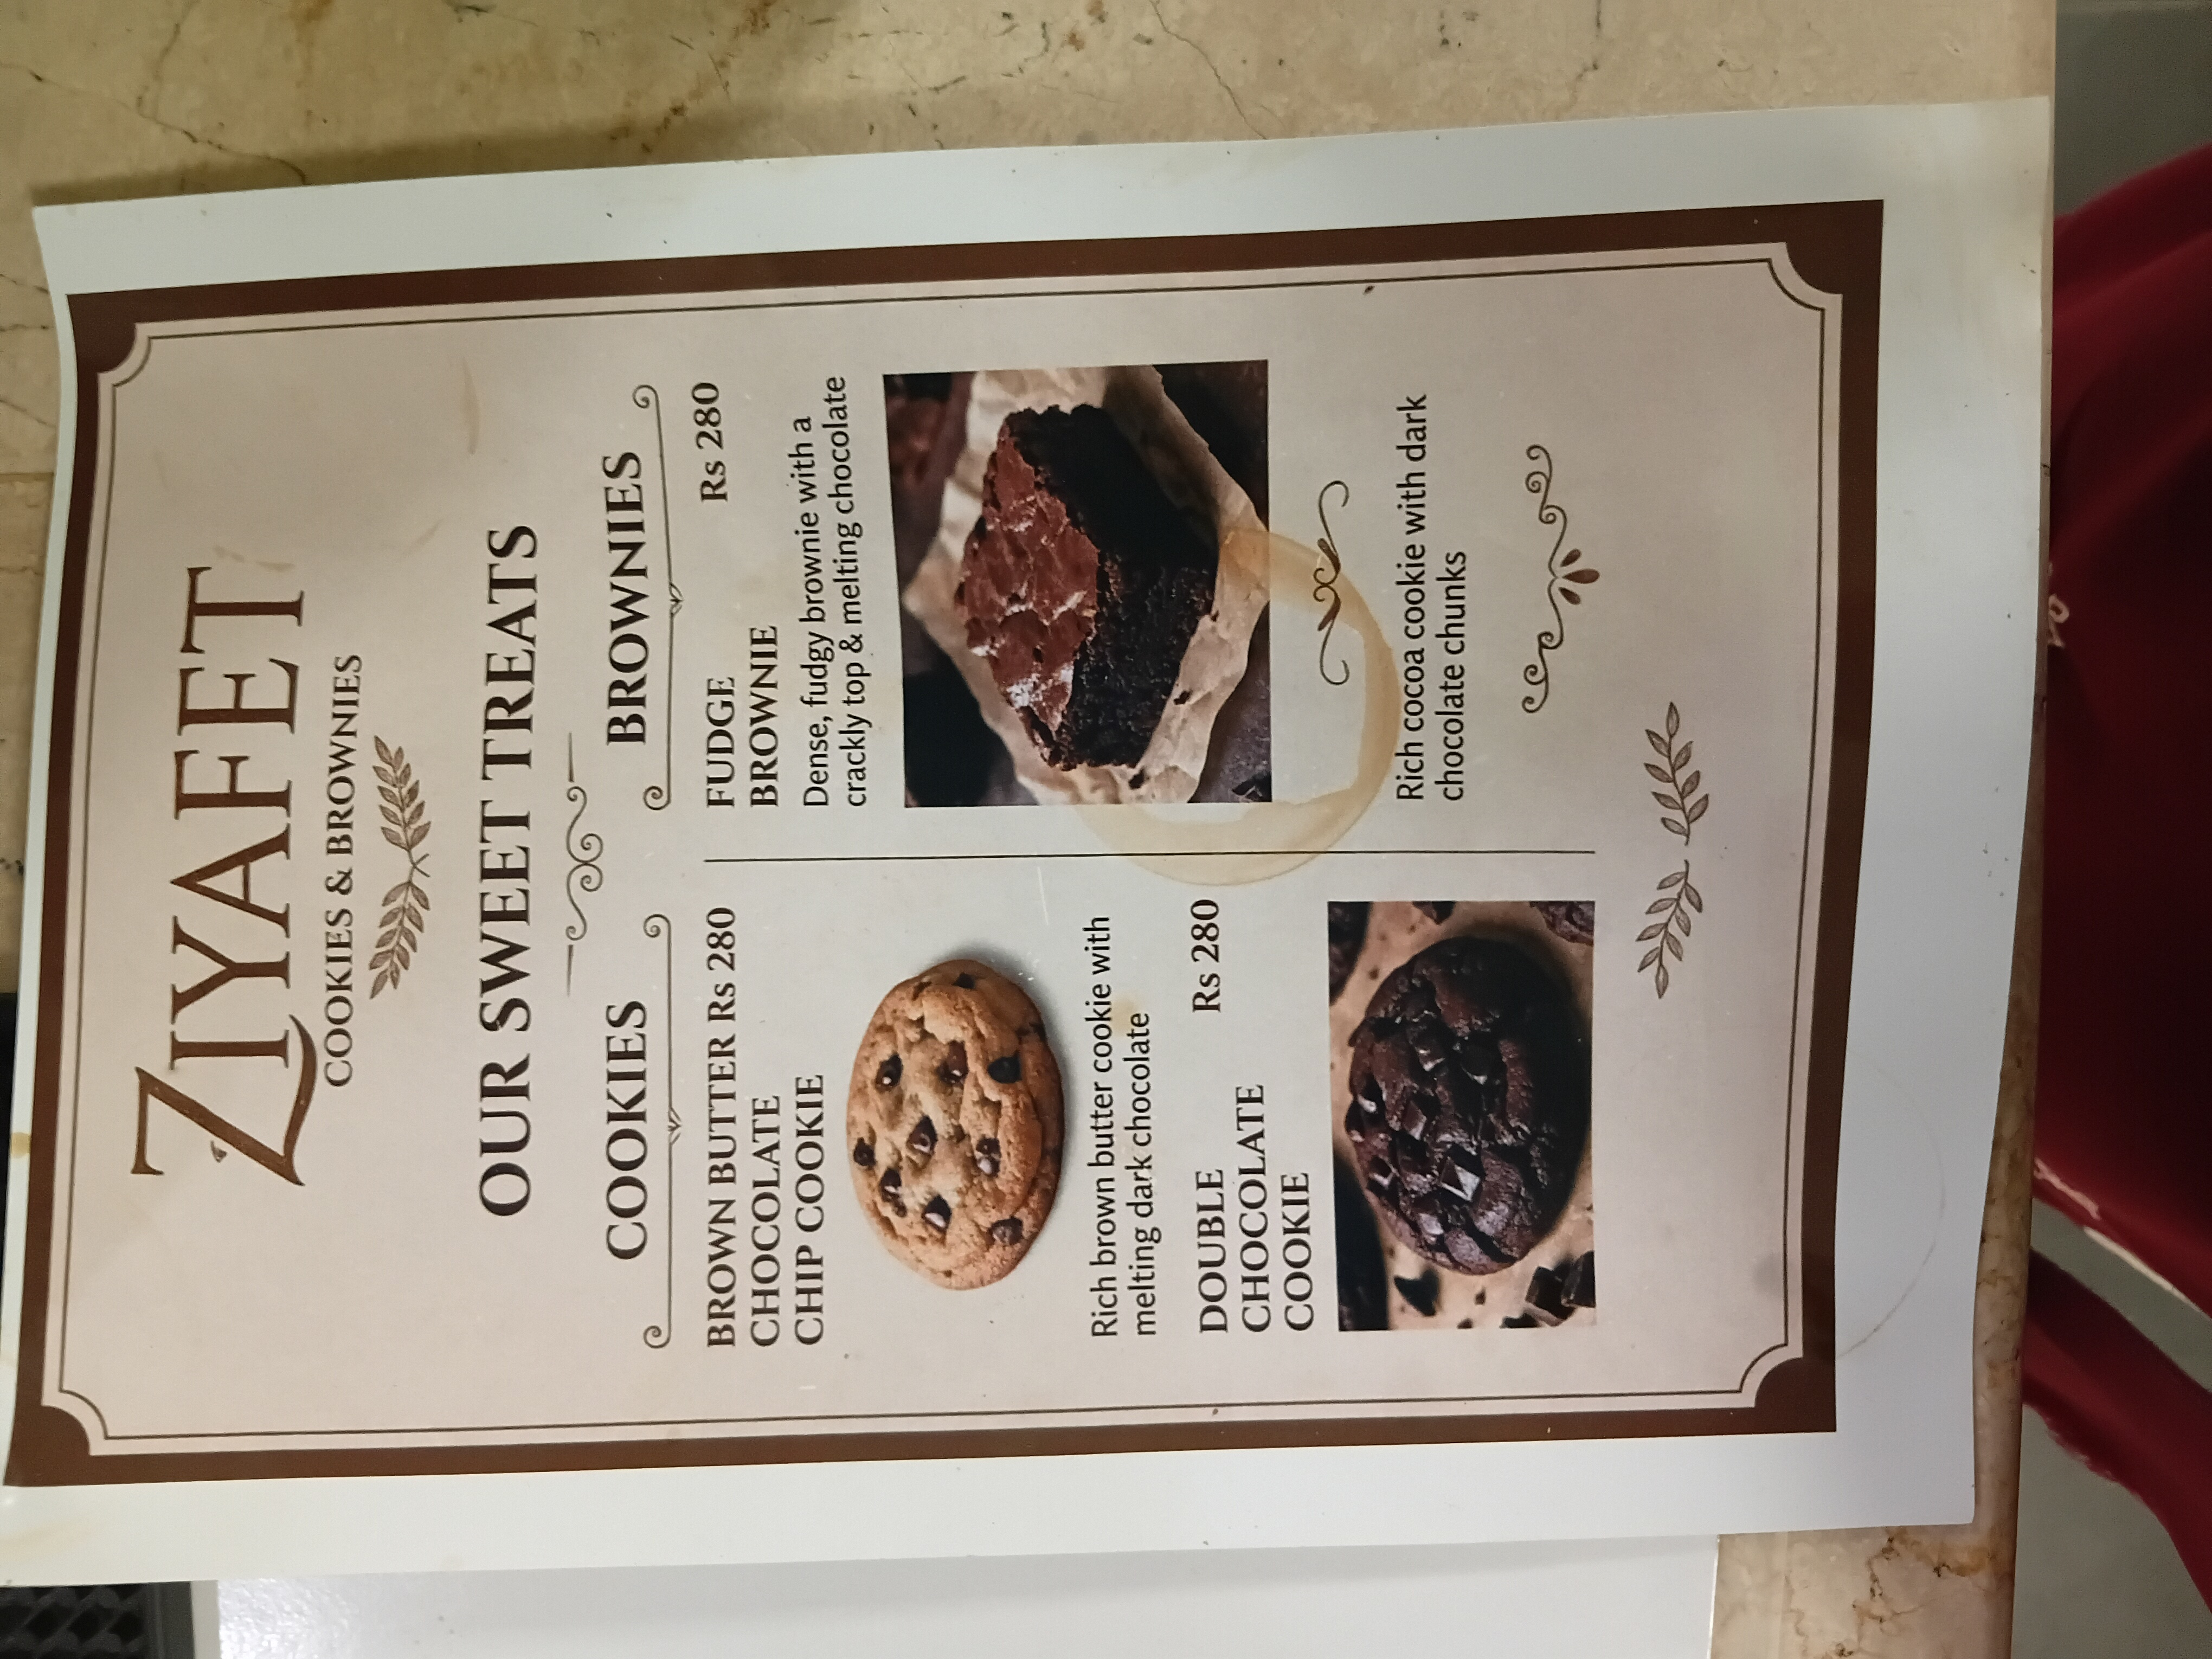 ZIYAFET
COOKIES & BROWNIES
OUR SWEET TREATS
COOKIES
BROWN BUTTER Rs 280
CHOCOLATE
CHIP COOKIE
Rich brown butter cookie with
melting dark chocolate
DOUBLE Rs 280
CHOCOLATE
COOKIE
BROWNIES
FUDGE Rs 280
BROWNIE
Dense, fudgy brownie with a
crackly top & melting chocolate
Rich cocoa cookie with dark
chocolate chunks